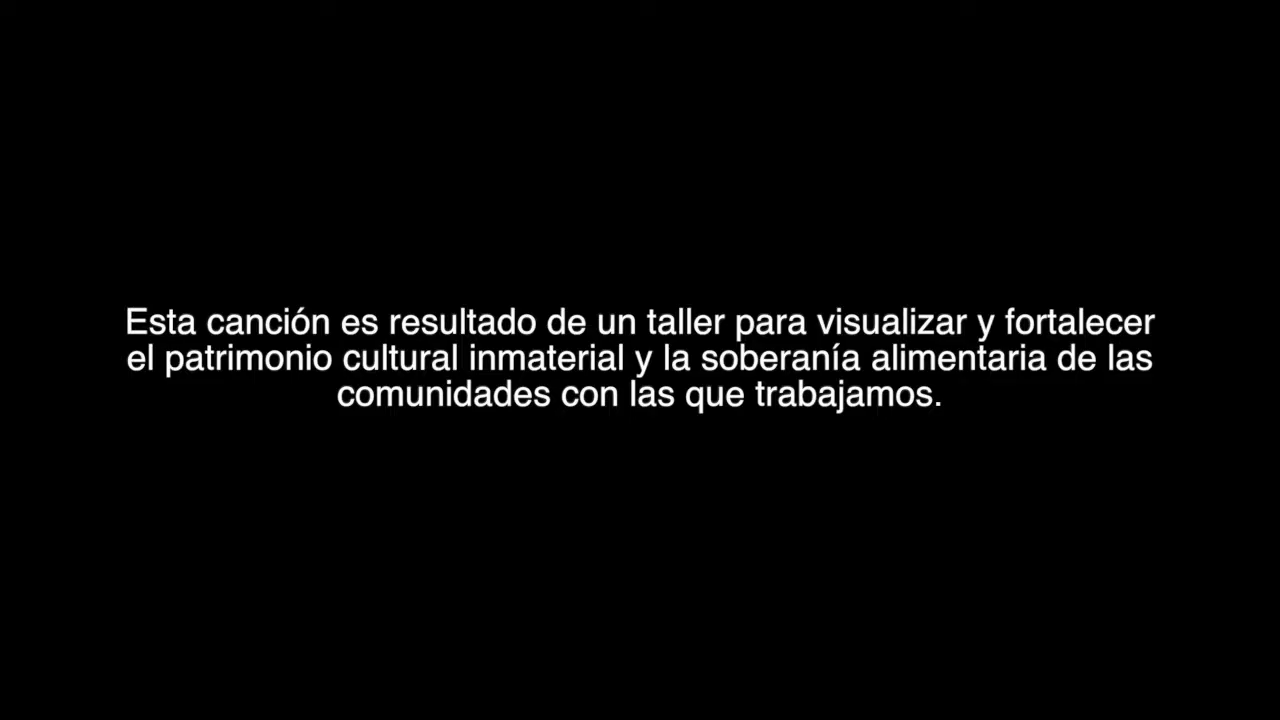 Esta canción es resultado de un taller para visualizar y fortalecer
el patrimonio cultural inmaterial y la soberanía alimentaria de las
comunidades con las que trabajamos.